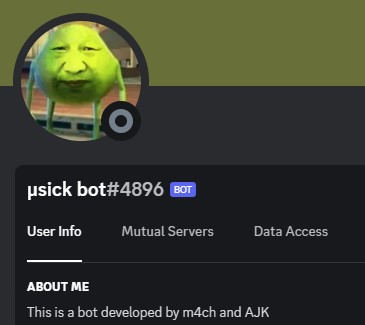 µsick bot#4896 BOT
User Info Mutual Servers Data Access
ABOUT ME
This is a bot developed by m4ch and AJK